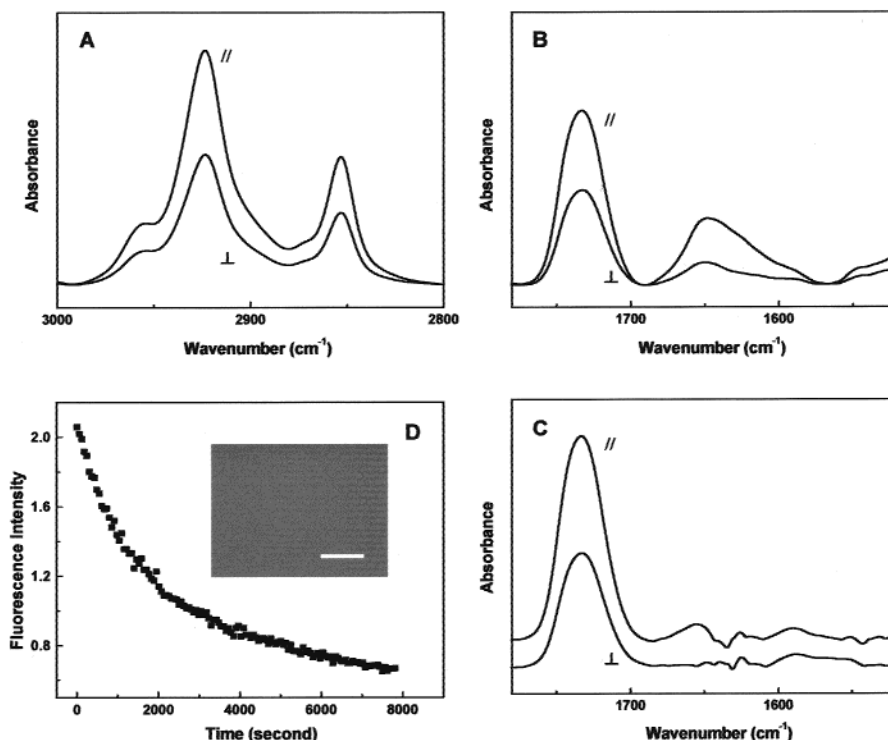 A
//
⊥
Absorbance
3000 2900 2800
Wavenumber (cm⁻¹)
B
//
⊥
Absorbance
1700 1600
Wavenumber (cm⁻¹)
D
Fluorescence Intensity
2.0
1.6
1.2
0.8
0 2000 4000 6000 8000
Time (second)
C
//
⊥
Absorbance
1700 1600
Wavenumber (cm⁻¹)